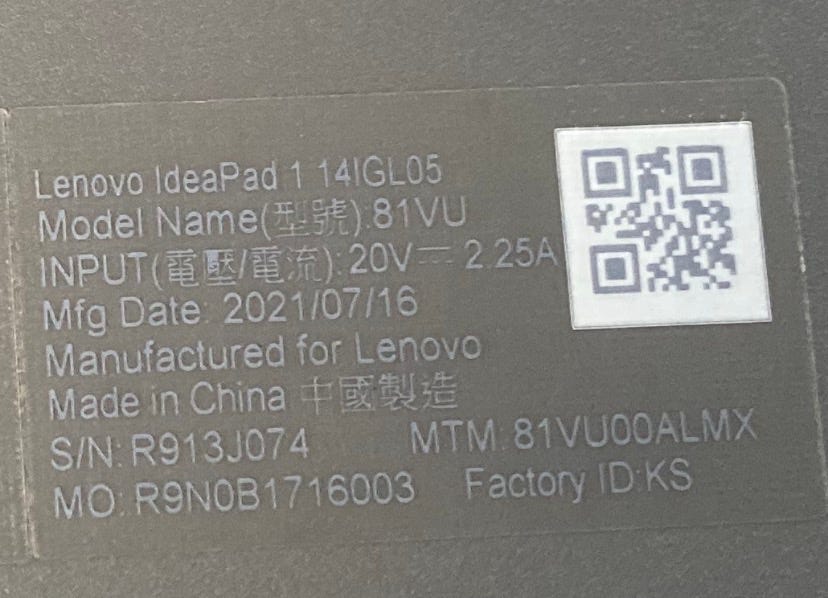 Lenovo IdeaPad 1 14IGL05
Model Name(型號):81VU
INPUT(電壓/電流):20V⎓ 2.25A
Mfg Date: 2021/07/16
Manufactured for Lenovo
Made in China 中國製造
S/N: R913J074 MTM: 81VU00ALMX
MO: R9N0B1716003 Factory ID:KS